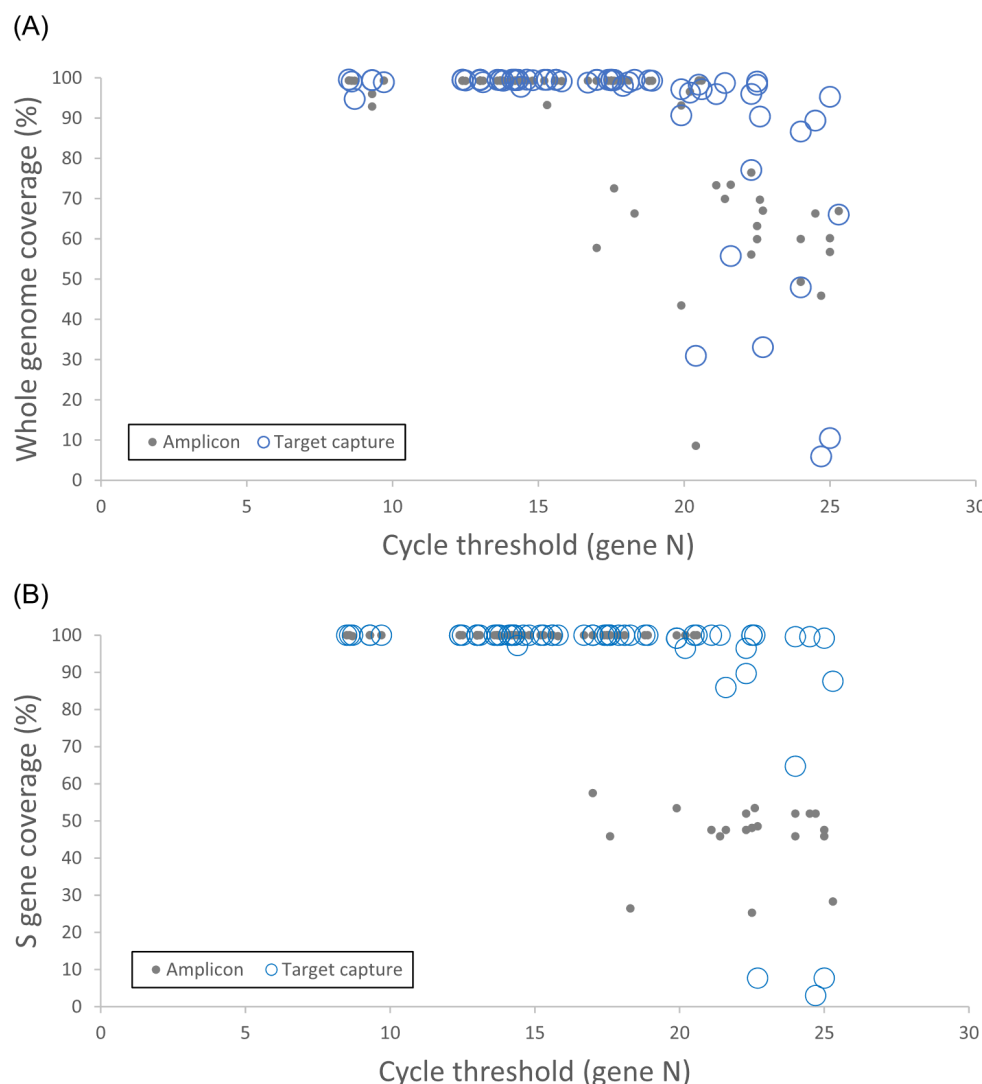 (A)
Whole genome coverage (%)
100
90
80
70
60
50
40
30
20
10
0
Amplicon Target capture
0 5 10 15 20 25 30
Cycle threshold (gene N)
(B)
S gene coverage (%)
100
90
80
70
60
50
40
30
20
10
0
Amplicon Target capture
0 5 10 15 20 25 30
Cycle threshold (gene N)